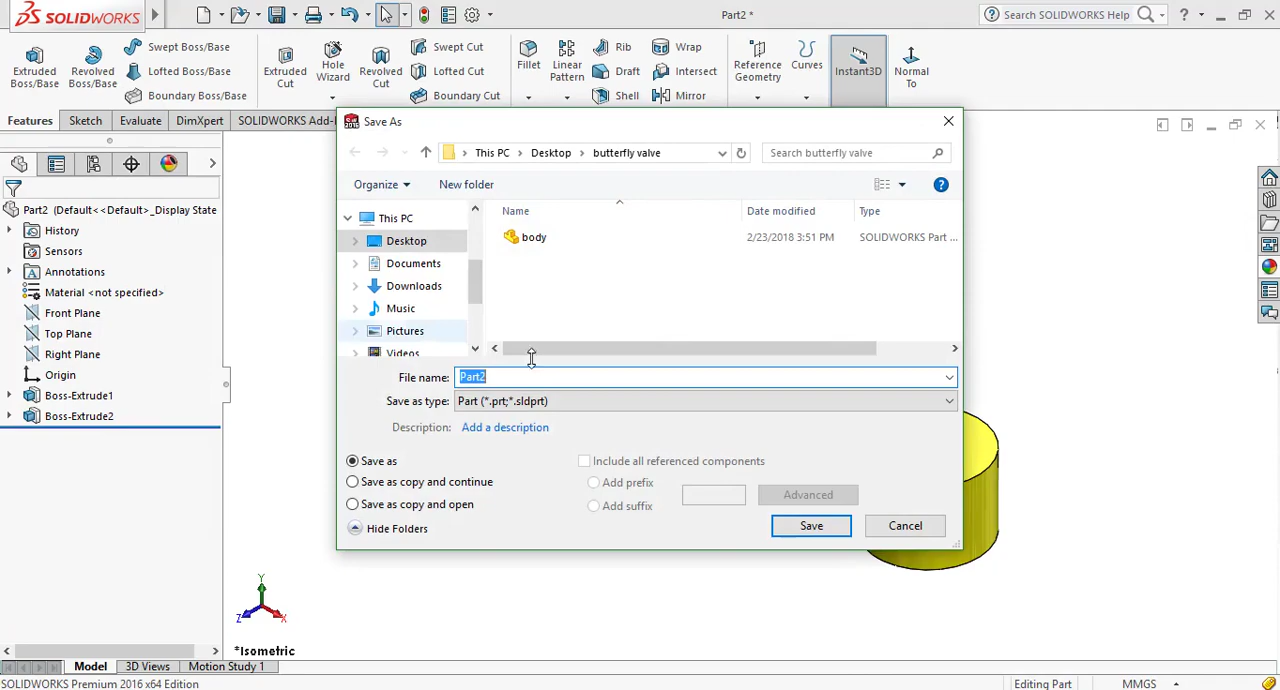 SOLIDWORKS
Part2 *
Search SOLIDWORKS Help
Extruded Boss/Base
Revolved Boss/Base
Swept Boss/Base
Lofted Boss/Base
Boundary Boss/Base
Extruded Cut
Hole Wizard
Revolved Cut
Swept Cut
Lofted Cut
Boundary Cut
Fillet
Linear Pattern
Rib
Draft
Shell
Wrap
Intersect
Mirror
Reference Geometry
Curves
Instant3D
Normal To
Features
Sketch
Evaluate
DimXpert
SOLIDWORKS Add-I
Part2 (Default<<Default>_Display State
History
Sensors
Annotations
Material <not specified>
Front Plane
Top Plane
Right Plane
Origin
Boss-Extrude1
Boss-Extrude2
Save As
This PC > Desktop > butterfly valve
Search butterfly valve
Organize
New folder
This PC
Desktop
Documents
Downloads
Music
Pictures
Videos
Name
Date modified
Type
body
2/23/2018 3:51 PM
SOLIDWORKS Part ...
File name:
Part2
Save as type:
Part (*.prt;*.sldprt)
Description:
Add a description
Save as
Save as copy and continue
Save as copy and open
Include all referenced components
Add prefix
Add suffix
Advanced
Hide Folders
Save
Cancel
Y
Z
X
*Isometric
Model
3D Views
Motion Study 1
SOLIDWORKS Premium 2016 x64 Edition
Editing Part
MMGS